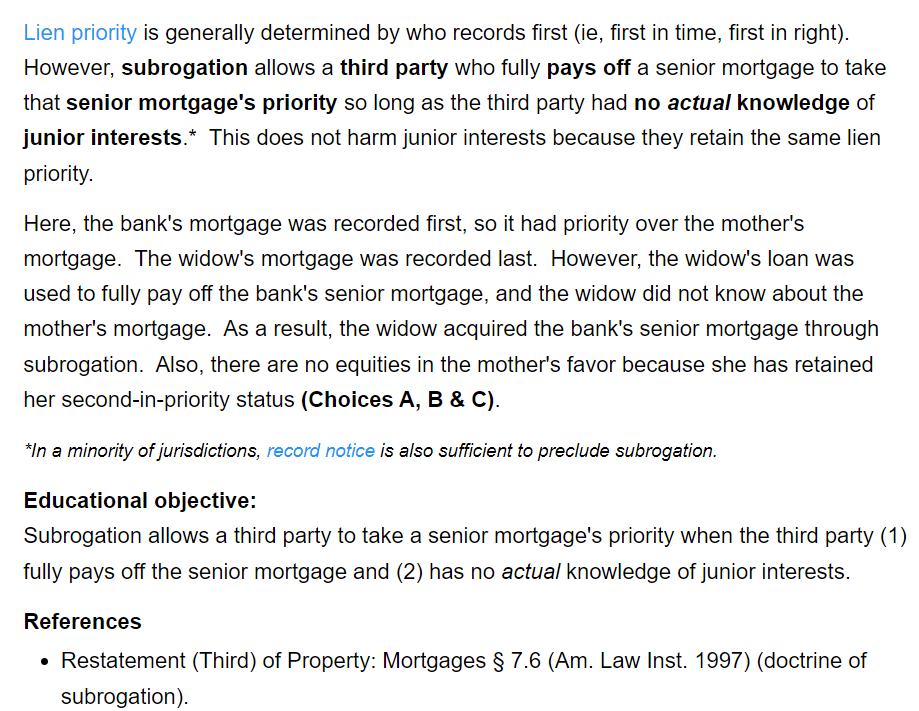 Lien priority is generally determined by who records first (ie, first in time, first in right).
However, subrogation allows a third party who fully pays off a senior mortgage to take
that senior mortgage's priority so long as the third party had no actual knowledge of
junior interests.*  This does not harm junior interests because they retain the same lien
priority.
Here, the bank's mortgage was recorded first, so it had priority over the mother's
mortgage.  The widow's mortgage was recorded last.  However, the widow's loan was
used to fully pay off the bank's senior mortgage, and the widow did not know about the
mother's mortgage.  As a result, the widow acquired the bank's senior mortgage through
subrogation.  Also, there are no equities in the mother's favor because she has retained
her second-in-priority status (Choices A, B & C).
*In a minority of jurisdictions, record notice is also sufficient to preclude subrogation.
Educational objective:
Subrogation allows a third party to take a senior mortgage's priority when the third party (1)
fully pays off the senior mortgage and (2) has no actual knowledge of junior interests.
References
• Restatement (Third) of Property: Mortgages § 7.6 (Am. Law Inst. 1997) (doctrine of
subrogation).